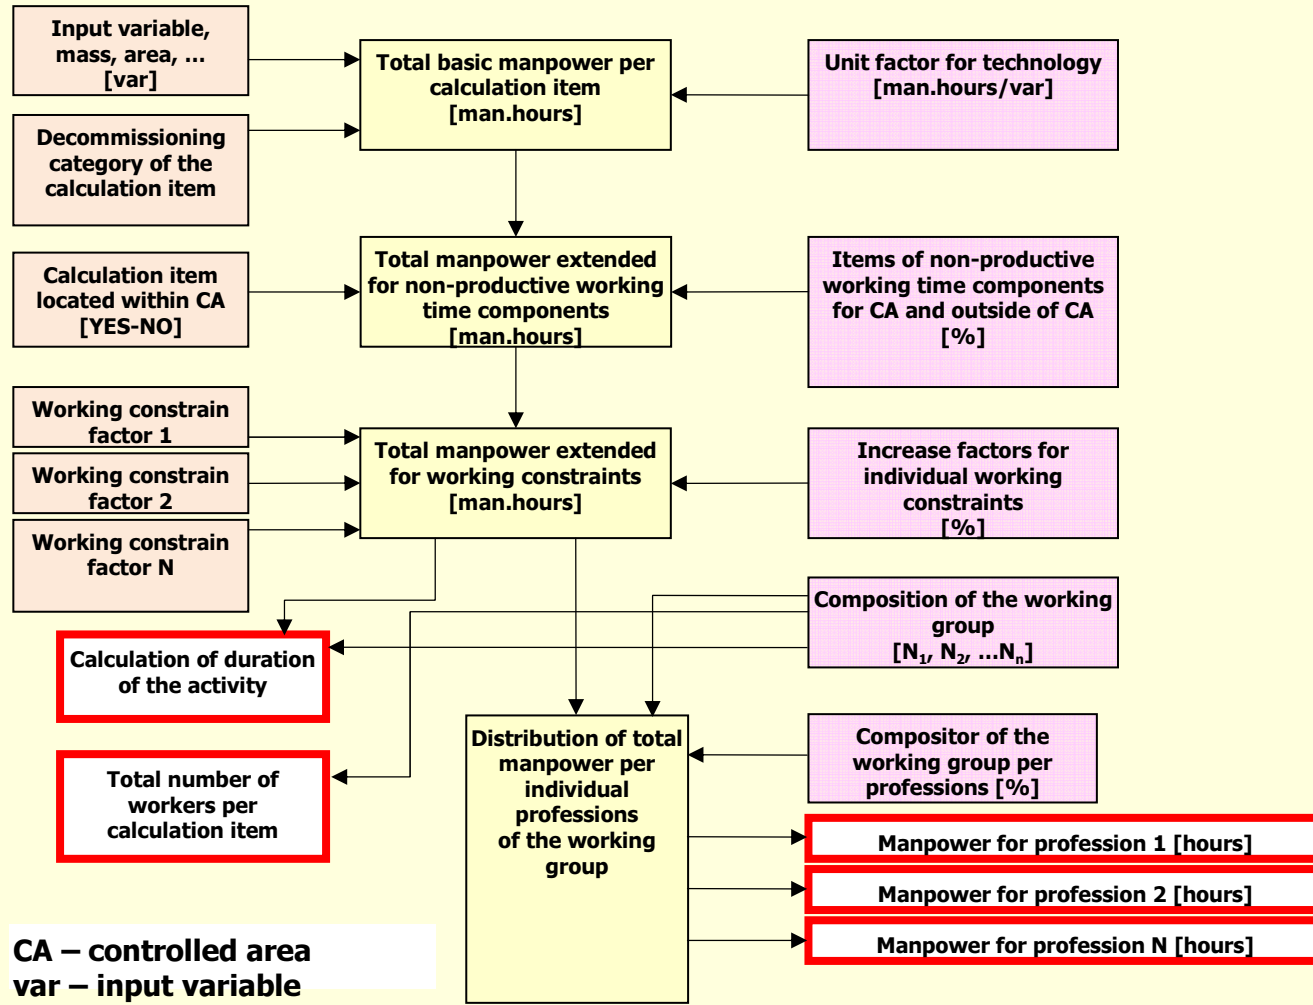 Input variable,
mass, area, ...
[var]
Total basic manpower per
calculation item
[man.hours]
Unit factor for technology
[man.hours/var]
Decommissioning
category of the
calculation item
Calculation item
located within CA
[YES-NO]
Total manpower extended
for non-productive working
time components
[man.hours]
Items of non-productive
working time components
for CA and outside of CA
[%]
Working constrain
factor 1
Working constrain
factor 2
Working constrain
factor N
Total manpower extended
for working constraints
[man.hours]
Increase factors for
individual working
constraints
[%]
Composition of the working
group
[N₁, N₂, ...Nₙ]
Calculation of duration
of the activity
Total number of
workers per
calculation item
Distribution of total
manpower per
individual
professions
of the working
group
Compositor of the
working group per
professions [%]
Manpower for profession 1 [hours]
Manpower for profession 2 [hours]
Manpower for profession N [hours]
CA – controlled area
var – input variable